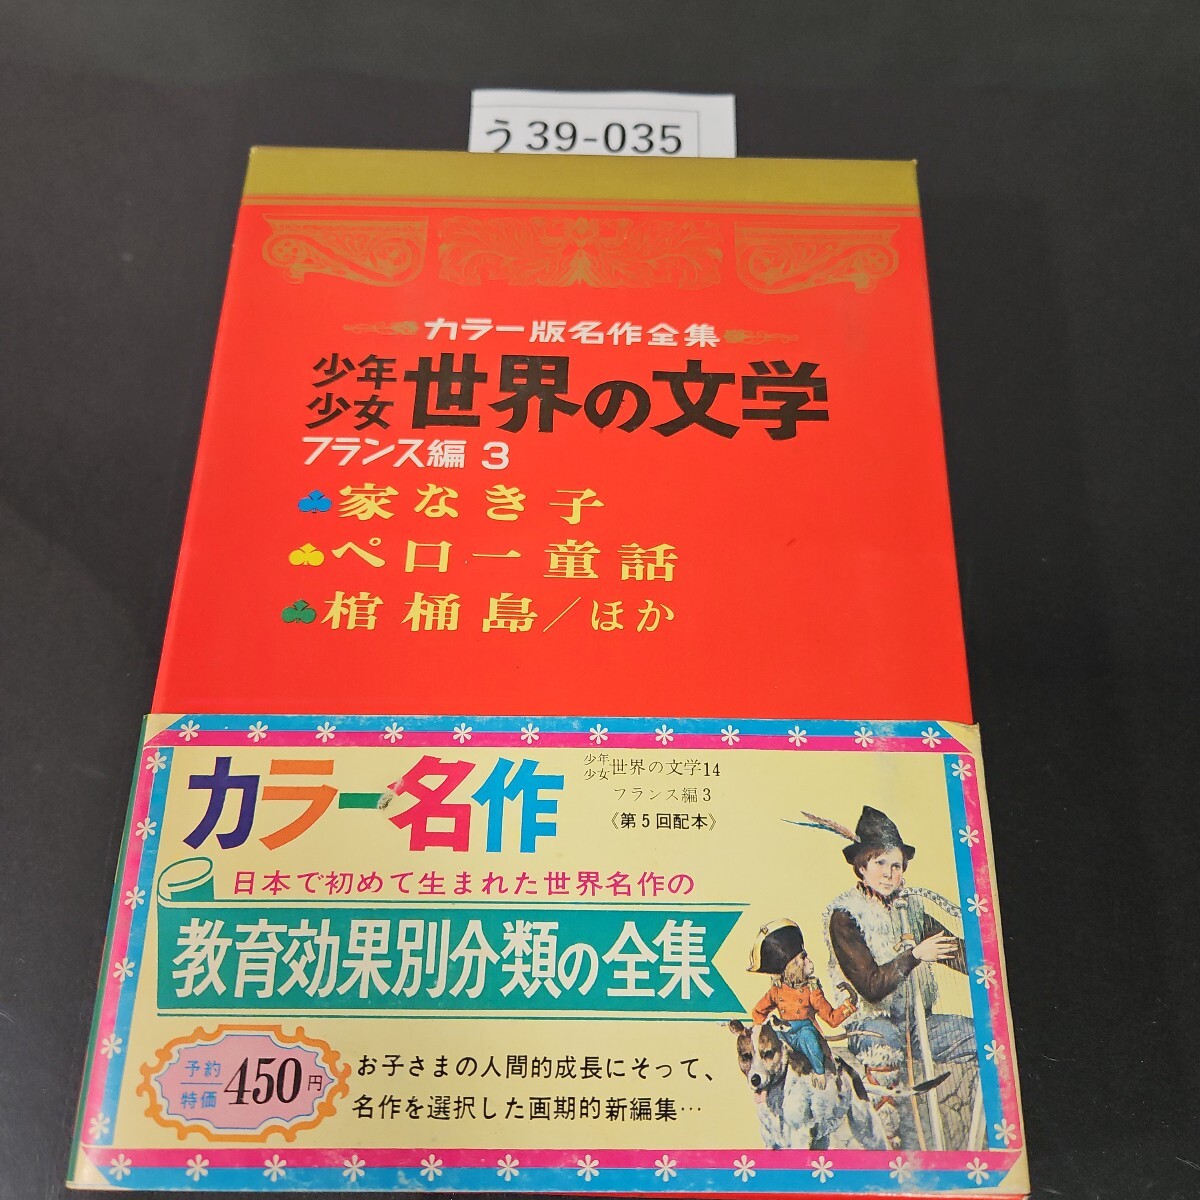 う39-035
カラー版名作全集
少年少女世界の文学
フランス編 3
家なき子
ペロー童話
棺桶島/ほか
カラー名作
少年少女世界の文学14
フランス編3
《第5回配本》
日本で初めて生まれた世界名作の
教育効果別分類の全集
予約特価450円
お子さまの人間的成長にそって、
名作を選択した画期的新編集…